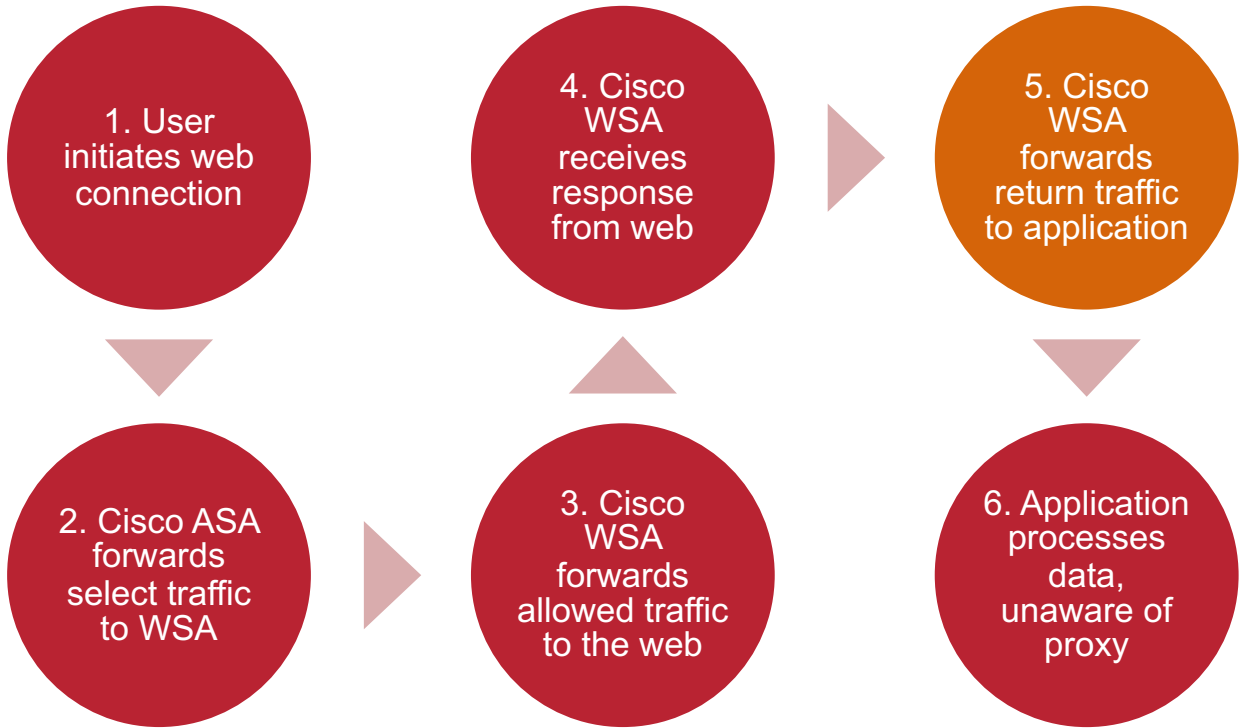 1. User
initiates web
connection
2. Cisco ASA
forwards
select traffic
to WSA
3. Cisco
WSA
forwards
allowed traffic
to the web
4. Cisco
WSA
receives
response
from web
5. Cisco
WSA
forwards
return traffic
to application
6. Application
processes
data,
unaware of
proxy